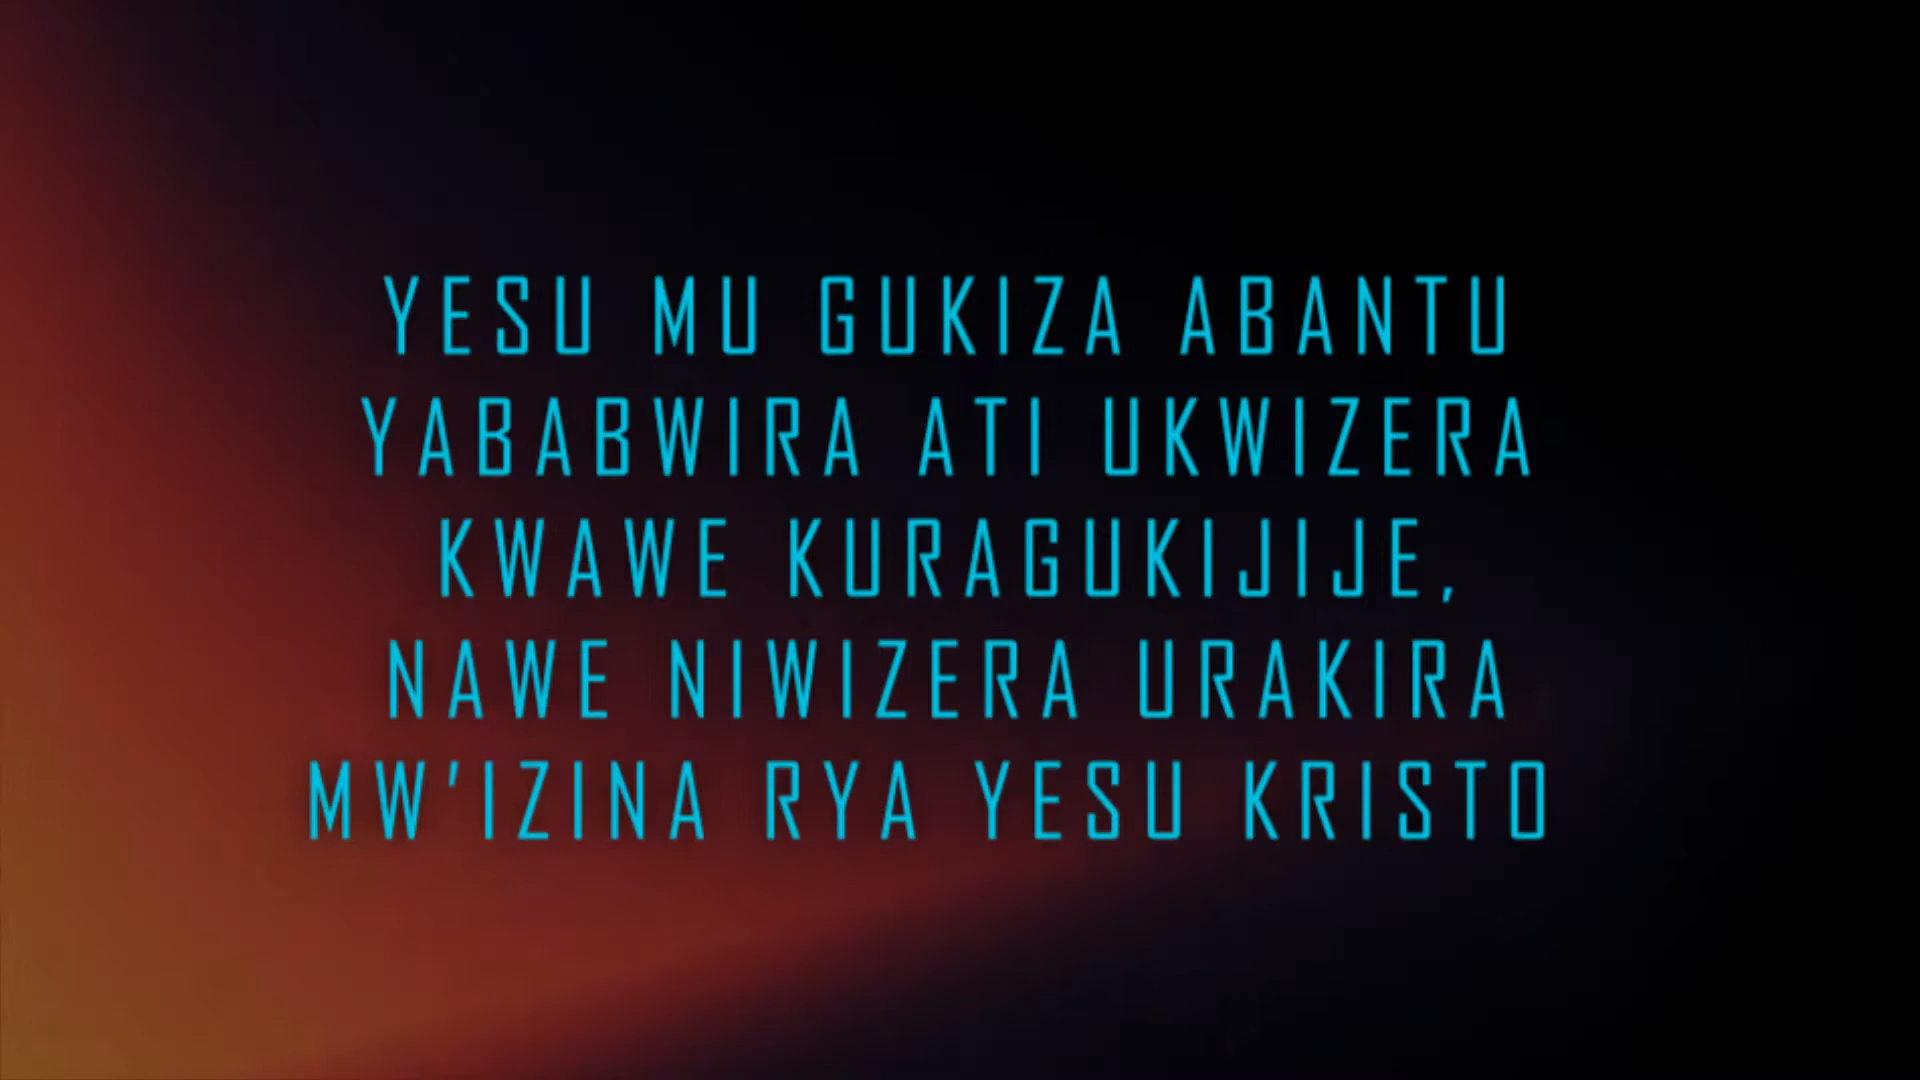 YESU MU GUKIZA ABANTU
YABABWIRA ATI UKWIZERA
KWAWE KURAGUKIJIJE,
NAWE NIWIZERA URAKIRA
MW'IZINA RYA YESU KRISTO